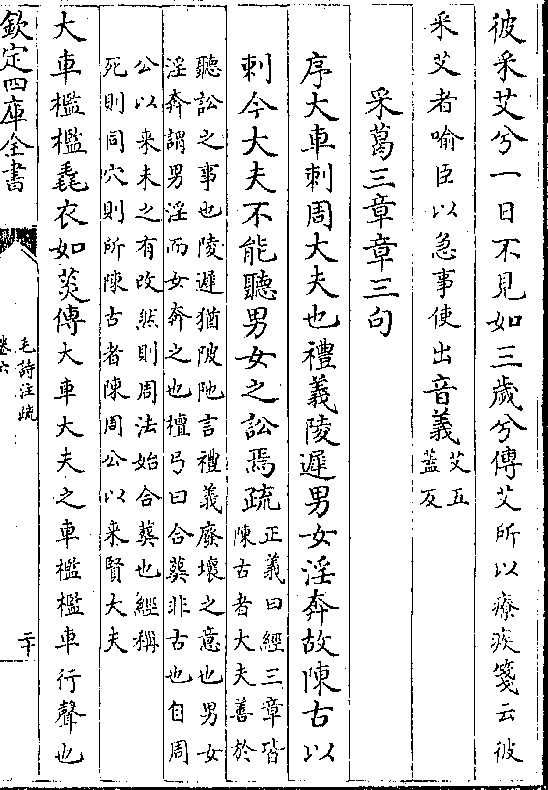 彼采艾兮一日不見如三歲兮傳艾所以療疾箋云彼
采艾者喻臣以急事使出音義艾五
蓋反
采葛三章章三句
序大車刺周大夫也禮義陵遲男女淫奔故陳古以
刺今大夫不能聽男女之訟焉疏正義曰經三章皆
陳古者大夫善於
聽訟之事也陵遲猶陂陁言禮義廢壞之意也男女
淫奔謂男淫而女奔之也檀弓曰合葬非古也自周
公以来未之有改然則周法始合葬也經稱
死則同穴則所陳古者陳周公以来賢大夫
大車檻檻毳衣如菼傳大車大夫之車檻檻車行聲也
欽定四庫全書
毛詩注疏
卷六
二十